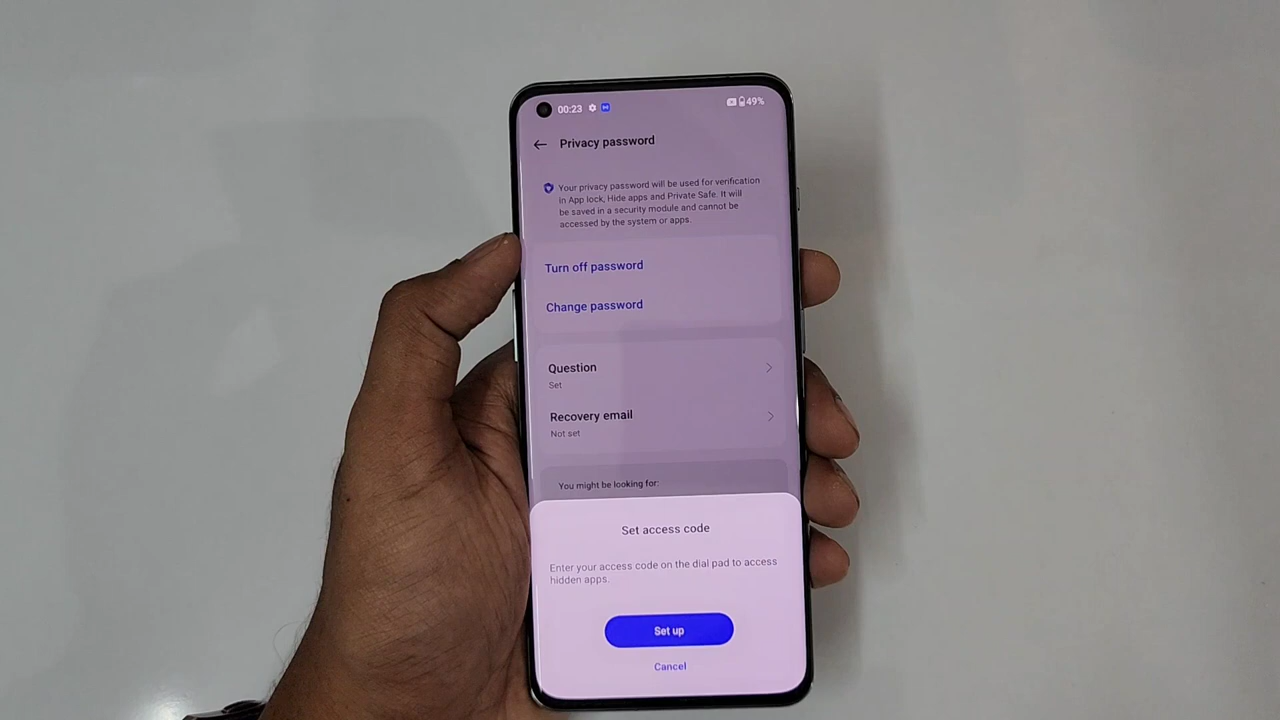 00:23
49%
Privacy password
Your privacy password will be used for verification
in App lock, Hide apps and Private Safe. It will
be saved in a security module and cannot be
accessed by the system or apps.
Turn off password
Change password
Question
Set
Recovery email
Not set
You might be looking for:
Set access code
Enter your access code on the dial pad to access
hidden apps.
Set up
Cancel